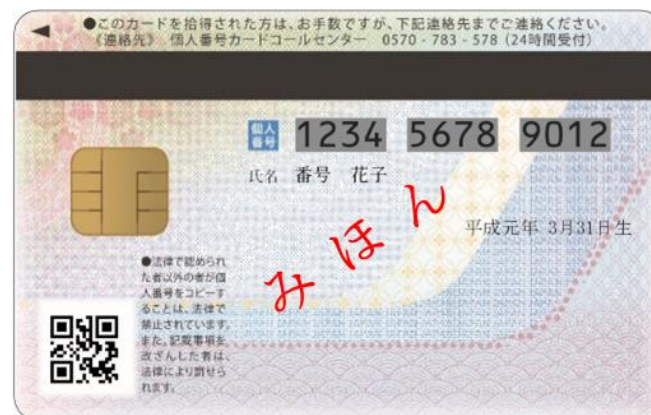 ●このカードを拾得された方は、お手数ですが、下記連絡先までご連絡ください。
《連絡先》 個人番号カードコールセンター 0570 - 783 - 578 (24時間受付)
個人
番号
1234 5678 9012
氏名 番号 花子
平成元年 3月31日生
みほん
●法律で認められ
た者以外の者が個
人番号をコピーす
ることは、法律で
禁止されています。
また、記載事項を
改ざんした者は、
法律により罰せら
れます。